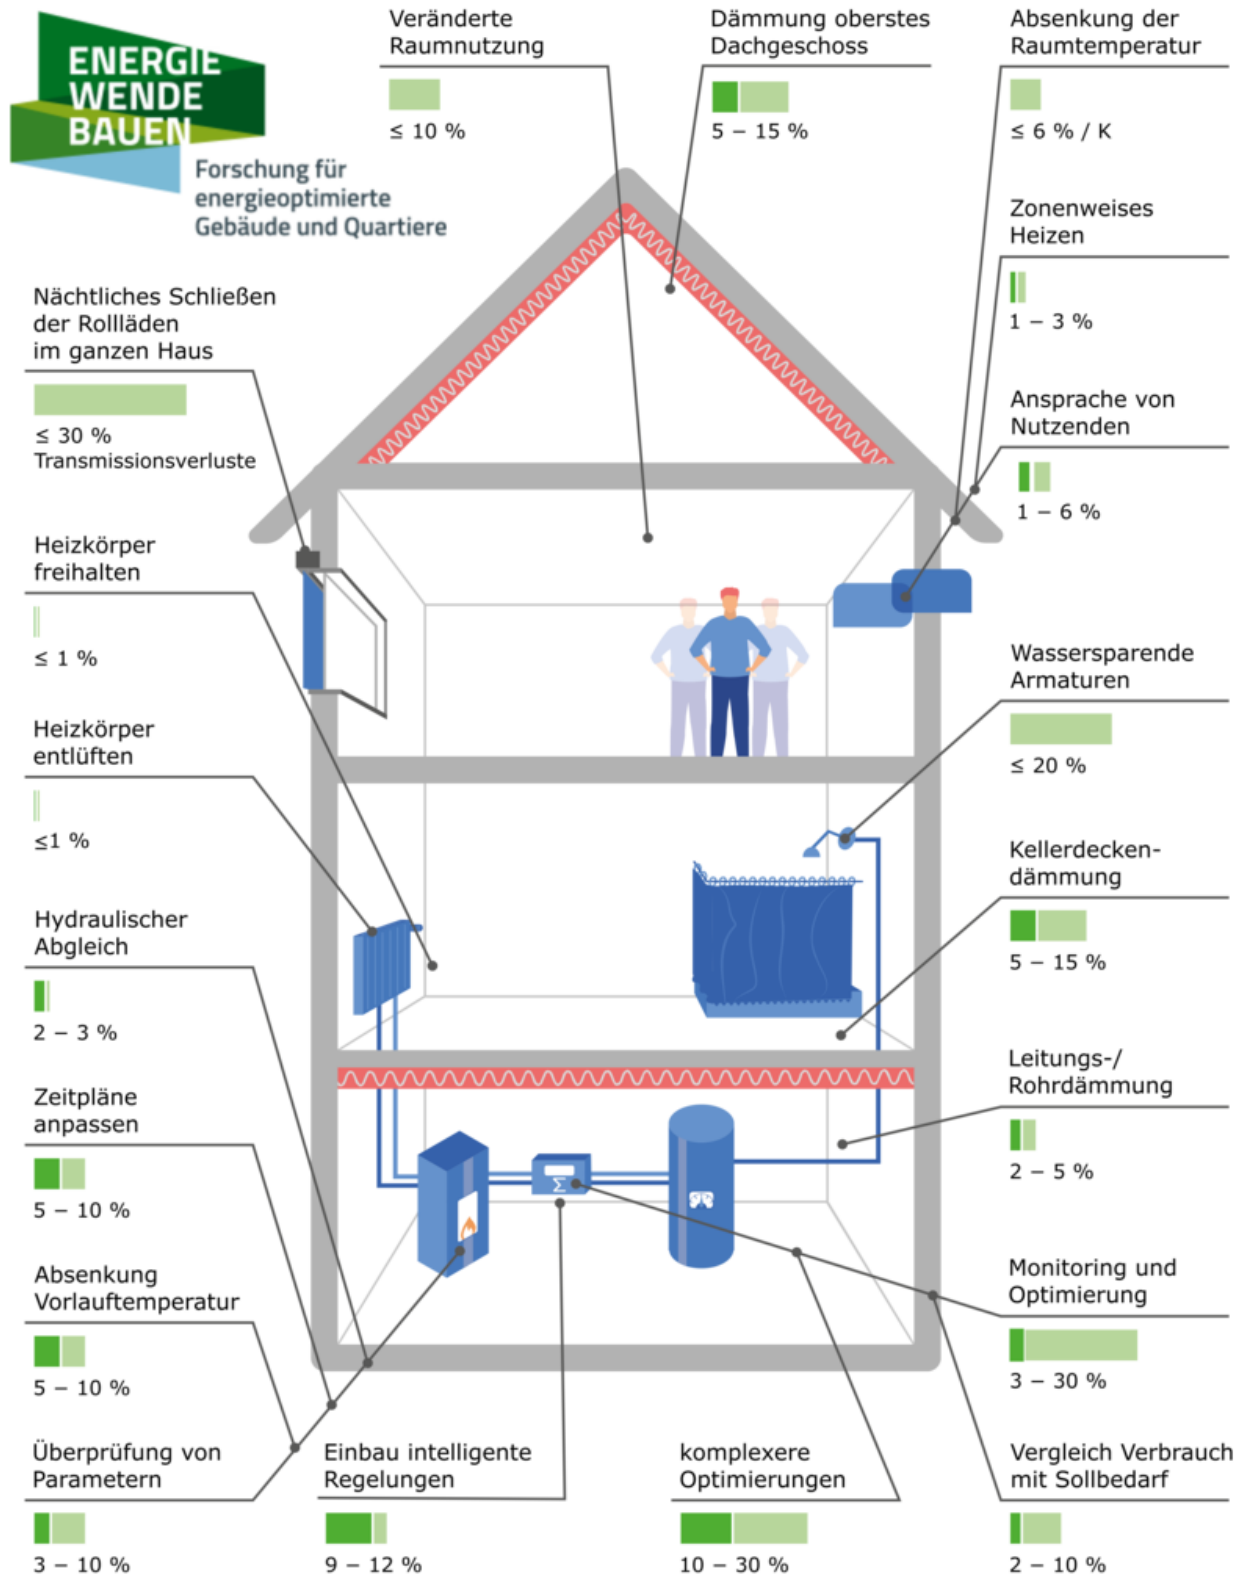 ENERGIE
WENDE
BAUEN
Forschung für
energieoptimierte
Gebäude und Quartiere
Veränderte
Raumnutzung
≤ 10 %
Dämmung oberstes
Dachgeschoss
5 – 15 %
Absenkung der
Raumtemperatur
≤ 6 % / K
Zonenweises
Heizen
1 – 3 %
Ansprache von
Nutzenden
1 – 6 %
Nächtliches Schließen
der Rollläden
im ganzen Haus
≤ 30 %
Transmissionsverluste
Heizkörper
freihalten
≤ 1 %
Heizkörper
entlüften
≤1 %
Hydraulischer
Abgleich
2 – 3 %
Zeitpläne
anpassen
5 – 10 %
Absenkung
Vorlauftemperatur
5 – 10 %
Überprüfung von
Parametern
3 – 10 %
Wassersparende
Armaturen
≤ 20 %
Kellerdecken-
dämmung
5 – 15 %
Leitungs-/
Rohrdämmung
2 – 5 %
Σ
Monitoring und
Optimierung
3 – 30 %
Einbau intelligente
Regelungen
9 – 12 %
komplexere
Optimierungen
10 – 30 %
Vergleich Verbrauch
mit Sollbedarf
2 – 10 %